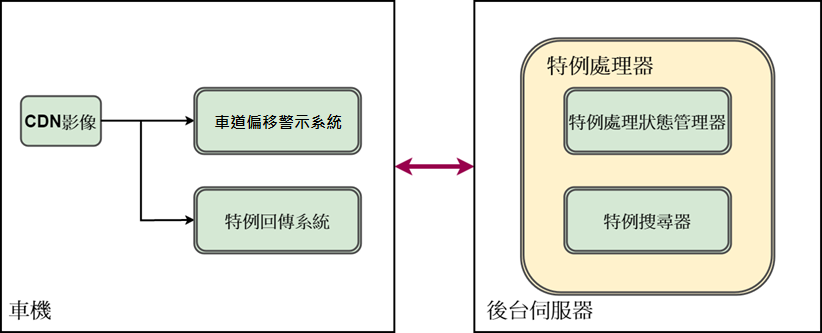 CDN影像
車道偏移警示系統
特例回傳系統
車機
特例處理器
特例處理狀態管理器
特例搜尋器
後台伺服器